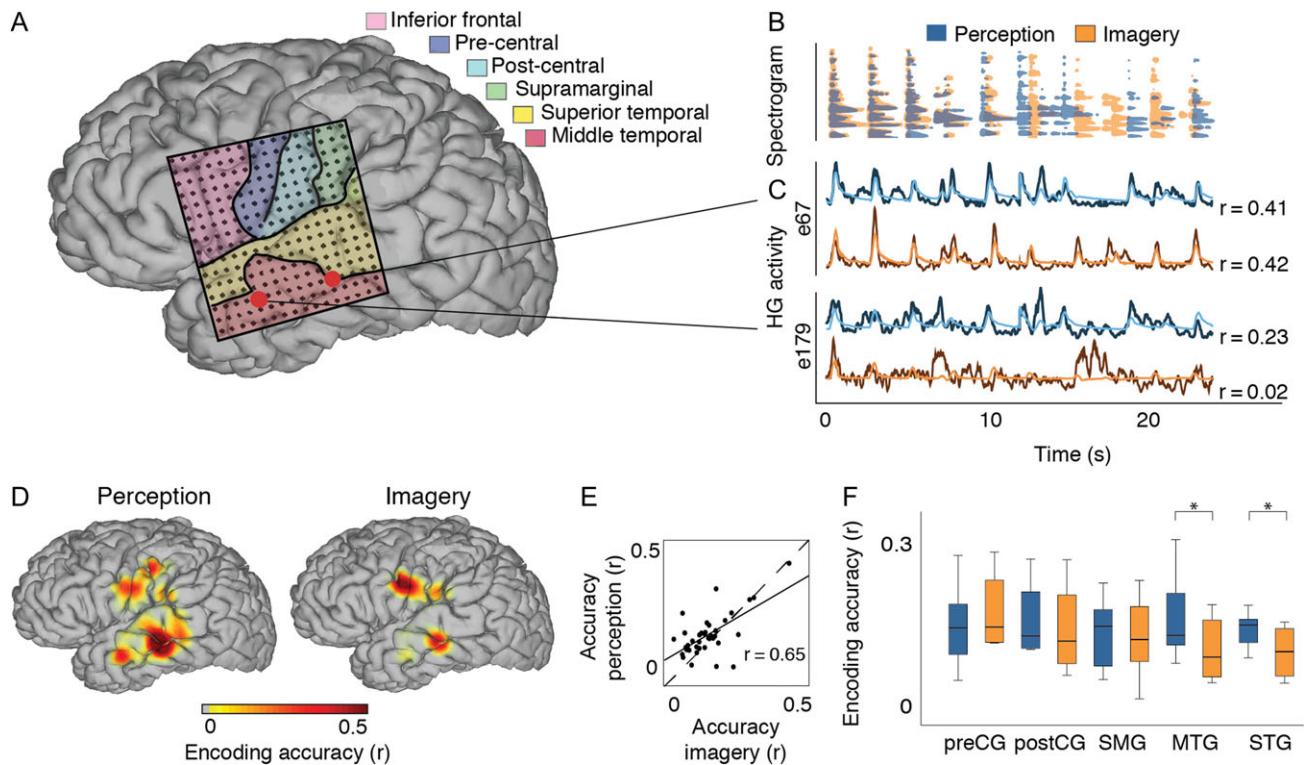 A
Inferior frontal
Pre-central
Post-central
Supramarginal
Superior temporal
Middle temporal
B
Perception
Imagery
Spectrogram
C
HG activity
e67
r = 0.41
r = 0.42
e179
r = 0.23
r = 0.02
0
10
20
Time (s)
D
Perception
Imagery
0
0.5
Encoding accuracy (r)
E
Accuracy
perception (r)
0.5
0
r = 0.65
0
0.5
Accuracy
imagery (r)
F
Encoding accuracy (r)
0.3
0
*
*
preCG
postCG
SMG
MTG
STG